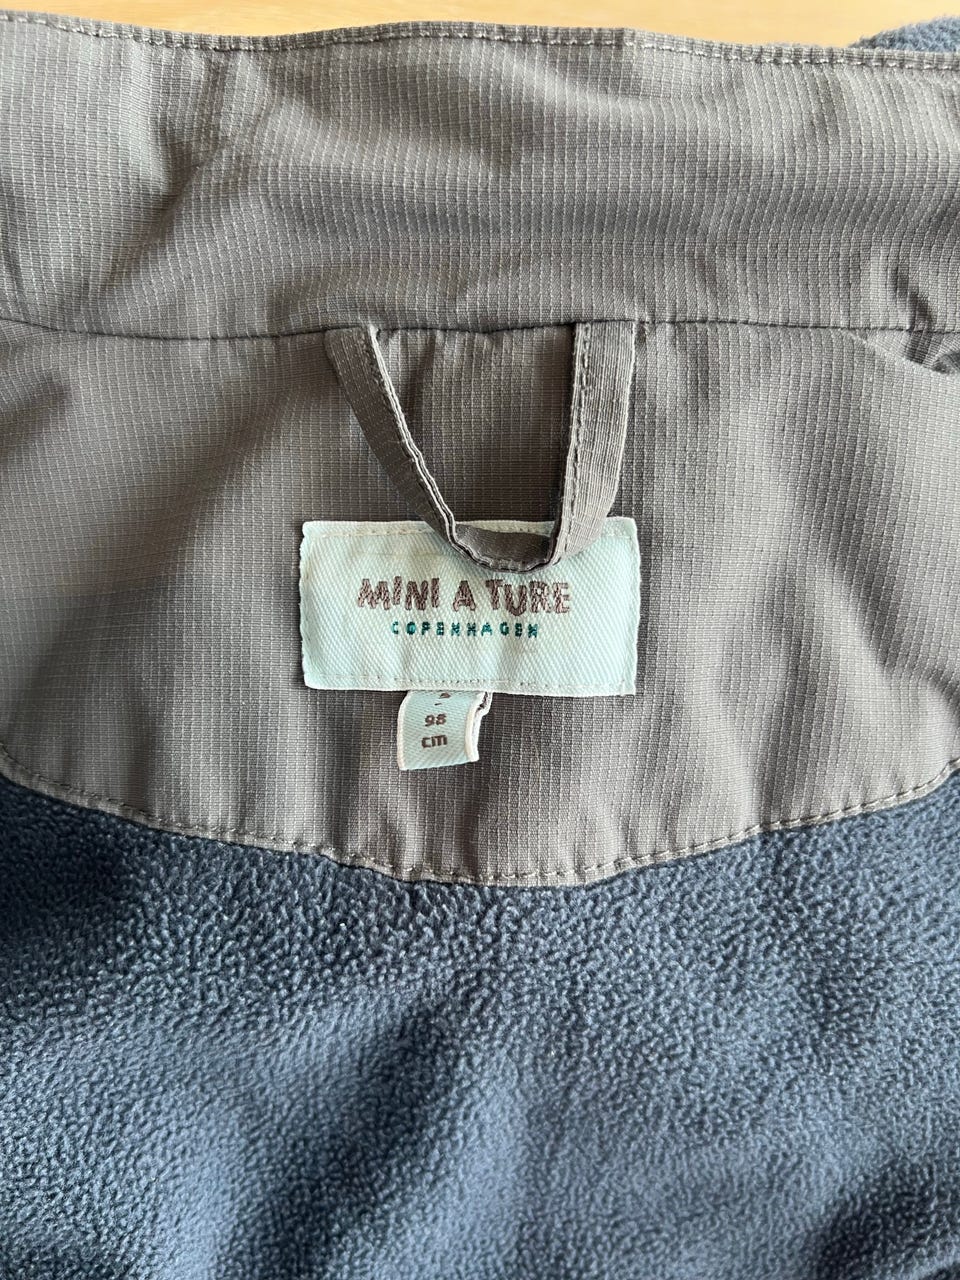 MINI A TURE
COPENHAGEN
98
cm